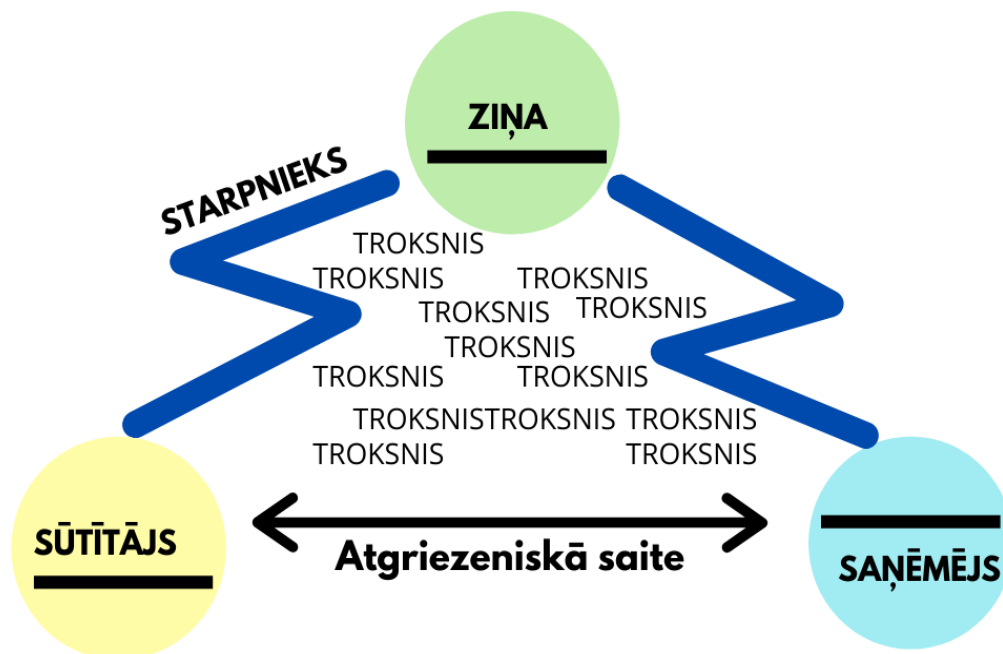 ZIŅA
STARPNIEKS
TROKSNIS
TROKSNIS TROKSNIS
TROKSNIS TROKSNIS
TROKSNIS
TROKSNIS TROKSNIS
TROKSNISTROKSNIS TROKSNIS
TROKSNIS TROKSNIS
SŪTĪTĀJS
Atgriezeniskā saite
SAŅĒMĒJS